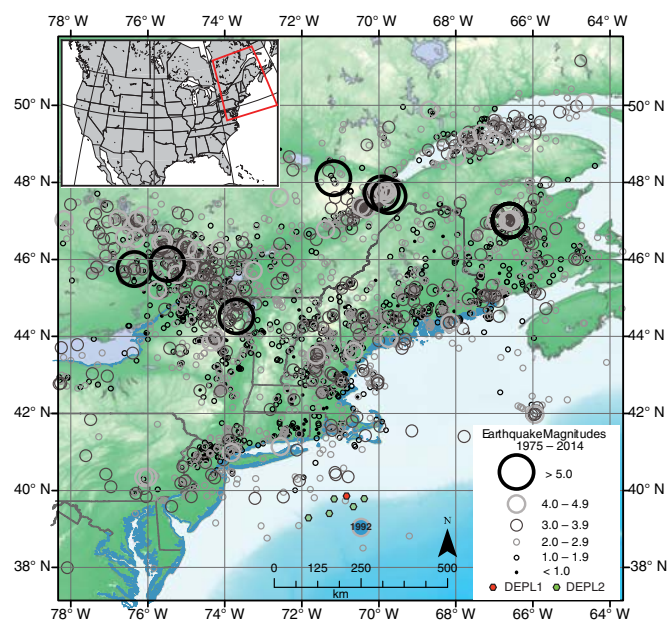 78° W 76° W 74° W 72° W 70° W 68° W 66° W 64° W
50° N 50° N
48° N 48° N
46° N 46° N
44° N 44° N
42° N 42° N
40° N 40° N
38° N 38° N
1992
N
0 125 250 375 500
km
EarthquakeMagnitudes
1975 – 2014
> 5.0
4.0 – 4.9
3.0 – 3.9
2.0 – 2.9
1.0 – 1.9
< 1.0
DEPL1 DEPL2
78° W 76° W 74° W 72° W 70° W 68° W 66° W 64° W